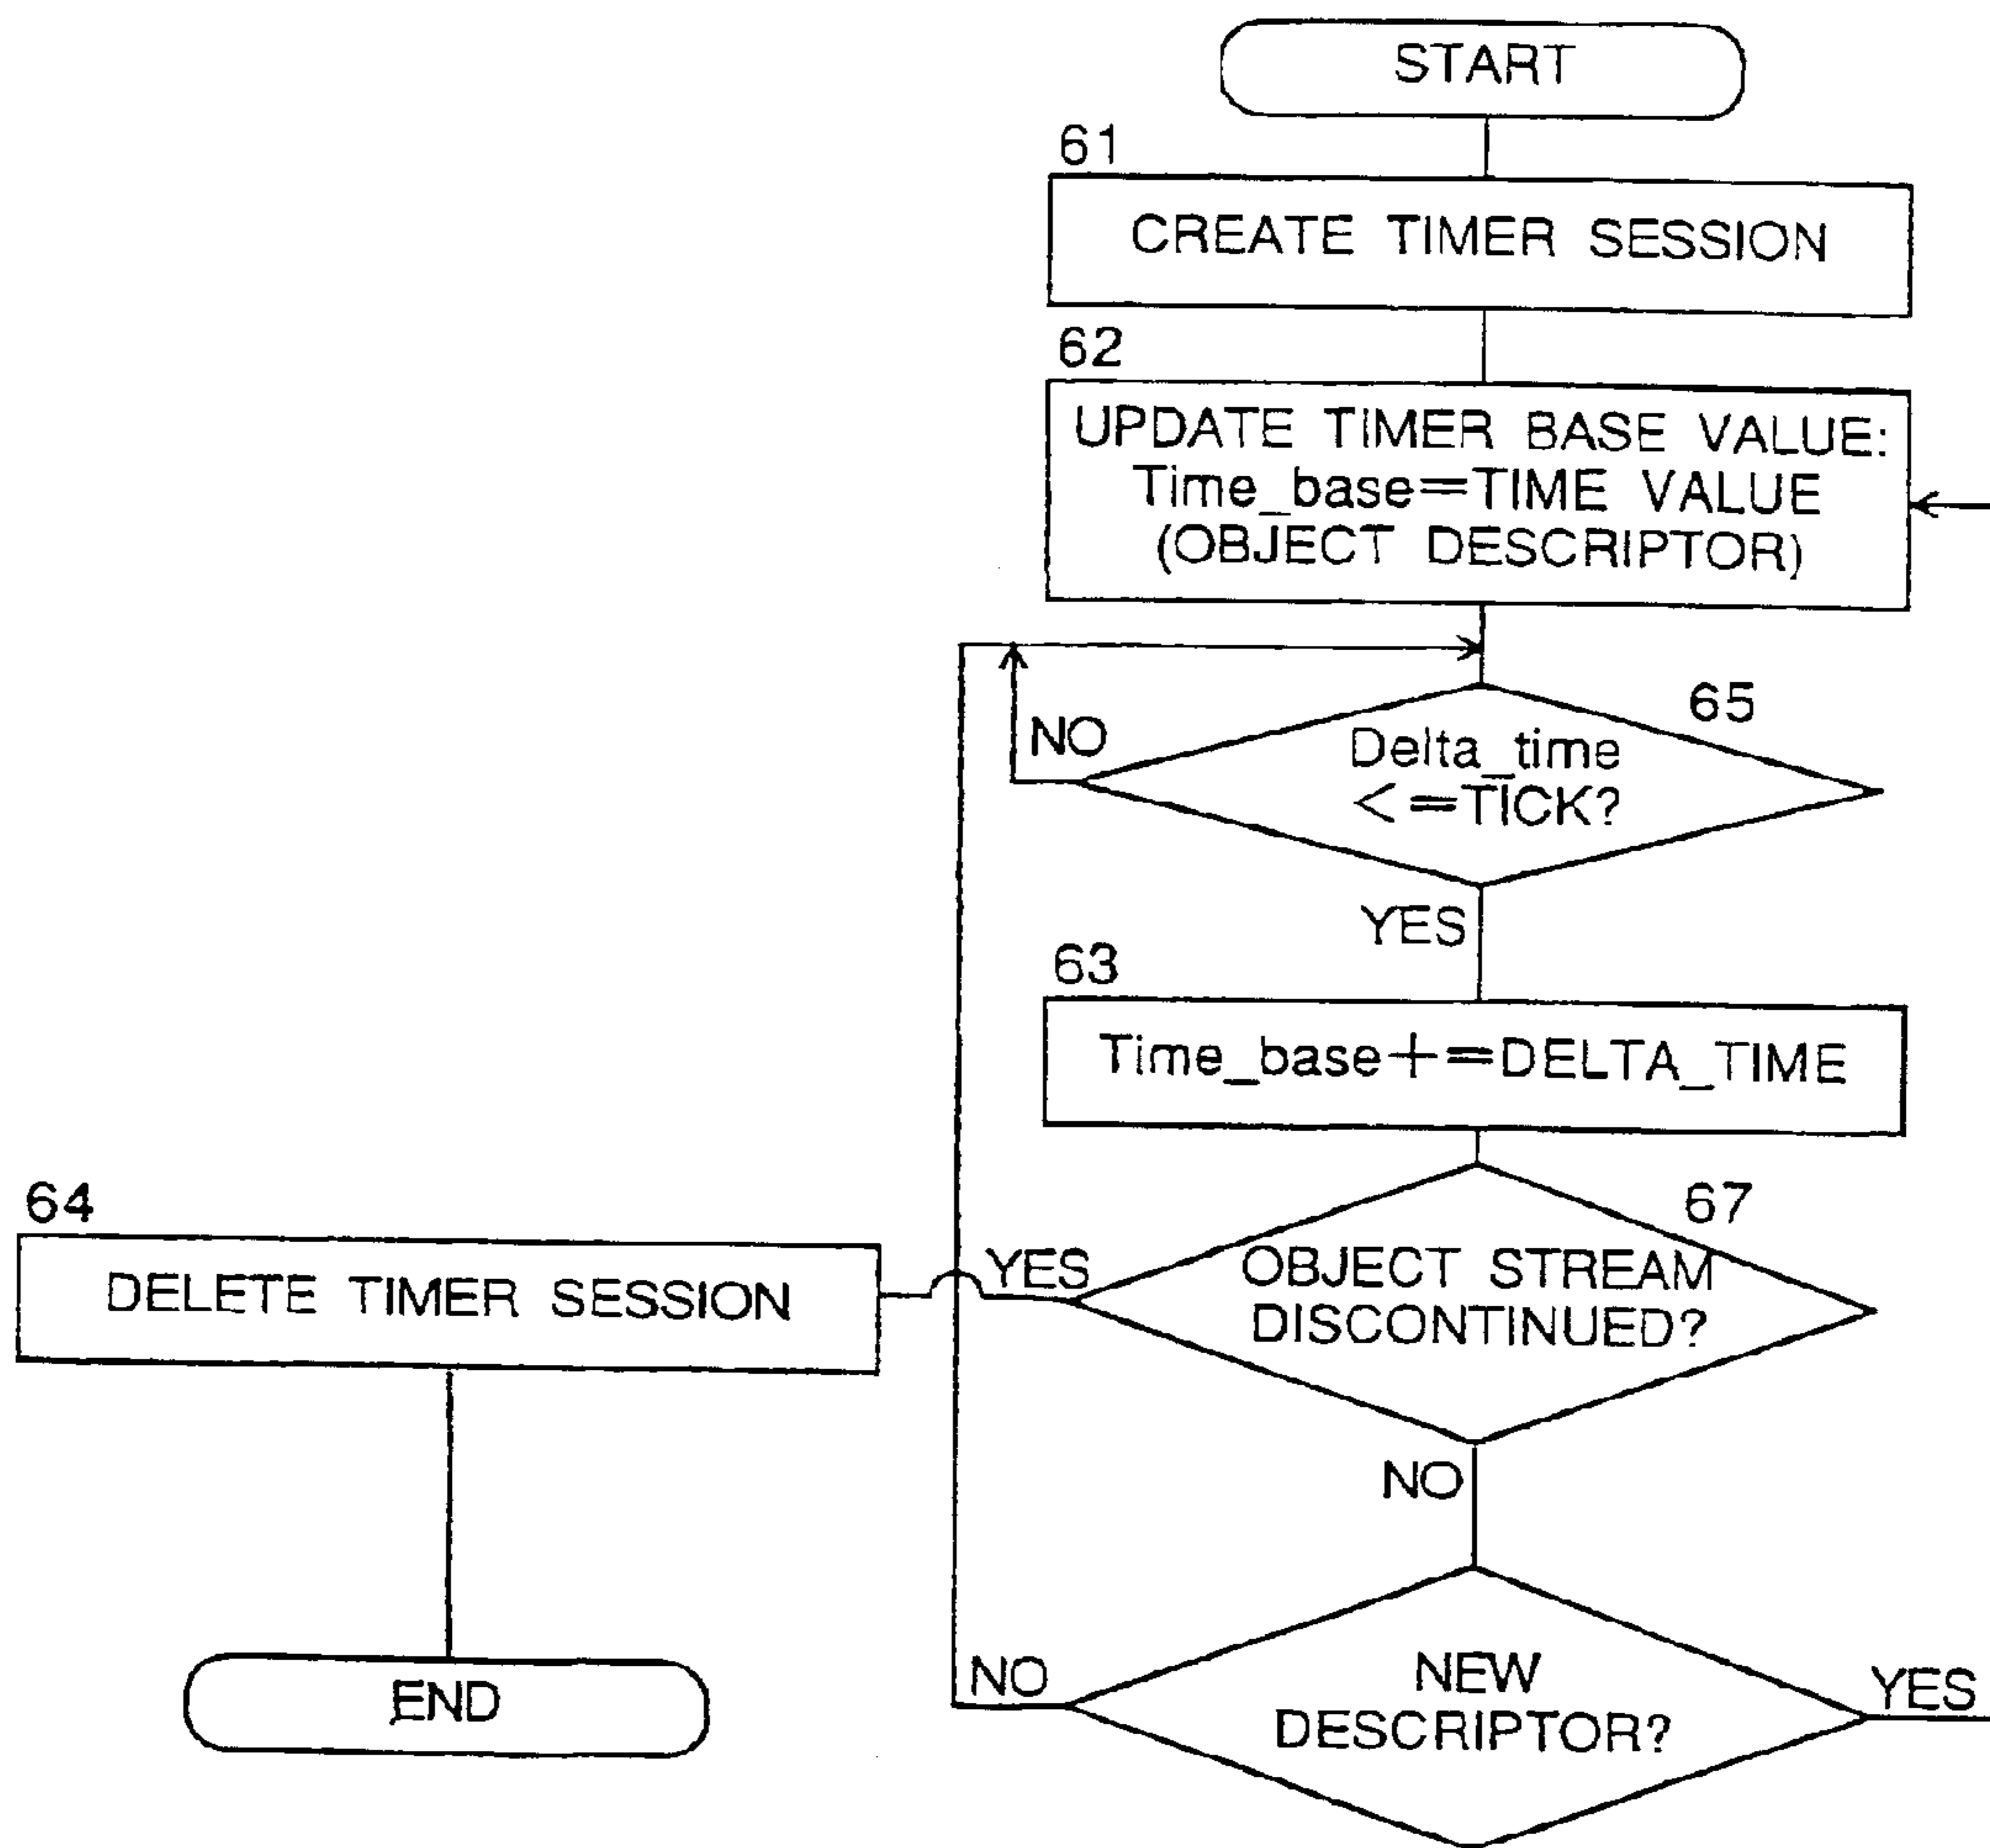 START
61
CREATE TIMER SESSION
62
UPDATE TIMER BASE VALUE:
Time_base=TIME VALUE
(OBJECT DESCRIPTOR)
65
NO
Delta_time
<=TICK?
YES
63
Time_base+=DELTA_TIME
64
DELETE TIMER SESSION
67
YES
OBJECT STREAM
DISCONTINUED?
NO
END
NO
NEW
DESCRIPTOR?
YES